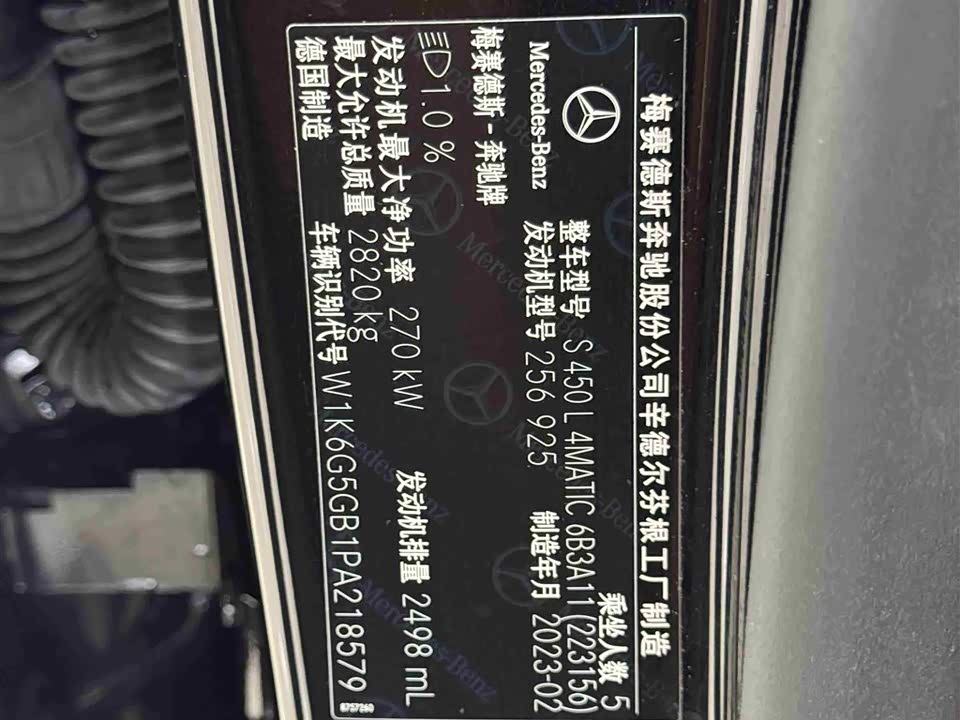 梅赛德斯奔驰股份公司辛德尔芬根工厂制造
Mercedes-Benz
梅赛德斯-奔驰牌
乘坐人数 5
整车型号 S 450 L 4MATIC 6B3A11(223156)
发动机型号 256 925 制造年月 2023-02
1.0 %
发动机最大净功率 270 kW 发动机排量 2498 mL
最大允许总质量 2820kg
德国制造 车辆识别代号 W1K6G5GB1PA218579
6757260